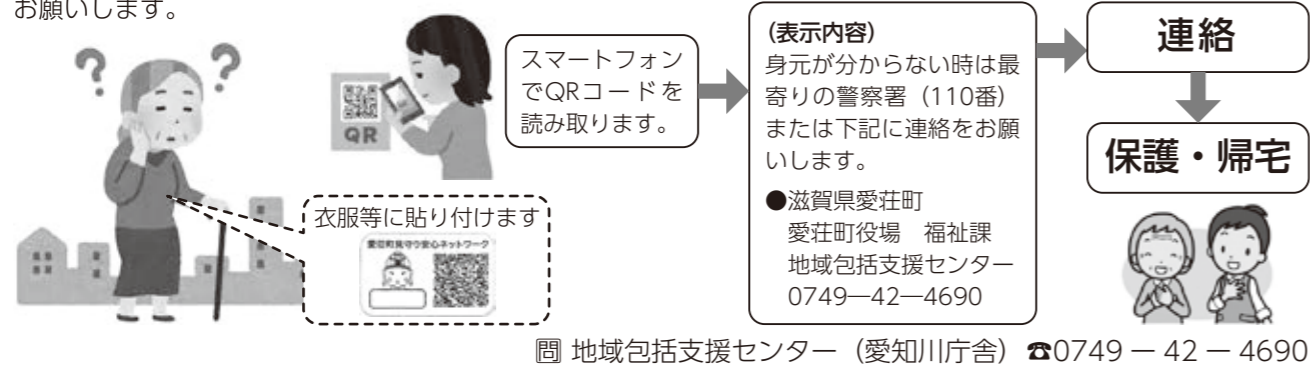 お願いします。
?
?
QR
スマートフォン
でQRコードを
読み取ります。
衣服等に貼り付けます
愛荘町見守り安心ネットワーク
(表示内容)
身元が分からない時は最
寄りの警察署（110番）
または下記に連絡をお願
いします。
●滋賀県愛荘町
愛荘町役場　福祉課
地域包括支援センター
0749―42―4690
連絡
保護・帰宅
問 地域包括支援センター（愛知川庁舎）☎0749－42－4690